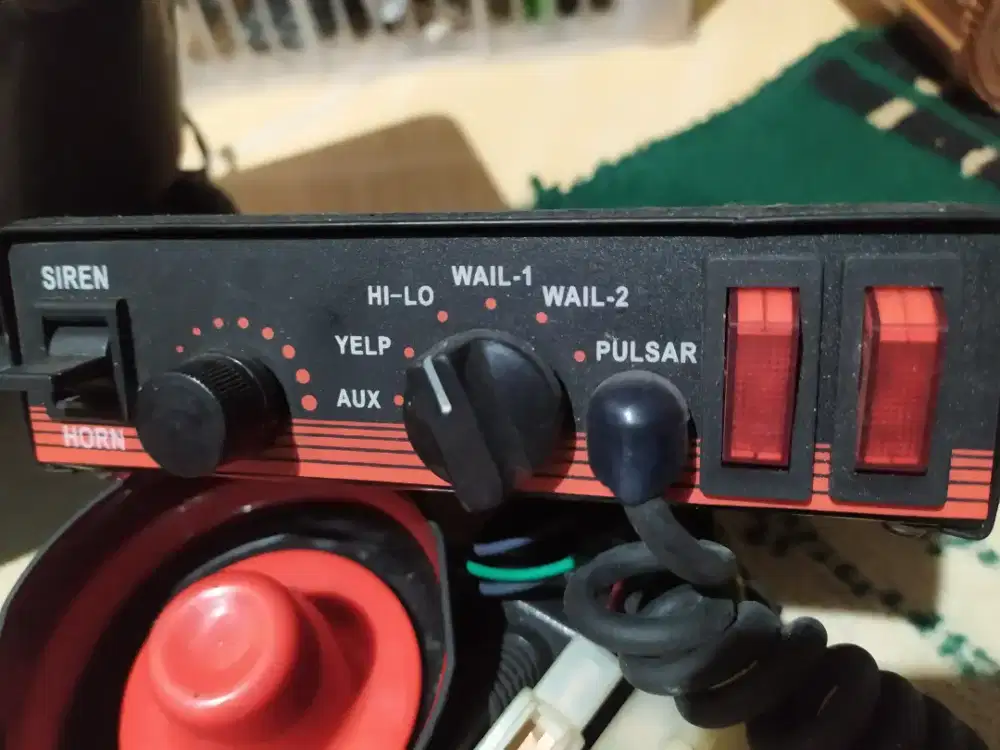 SIREN
HORN
AUX
YELP
HI-LO
WAIL-1
WAIL-2
PULSAR